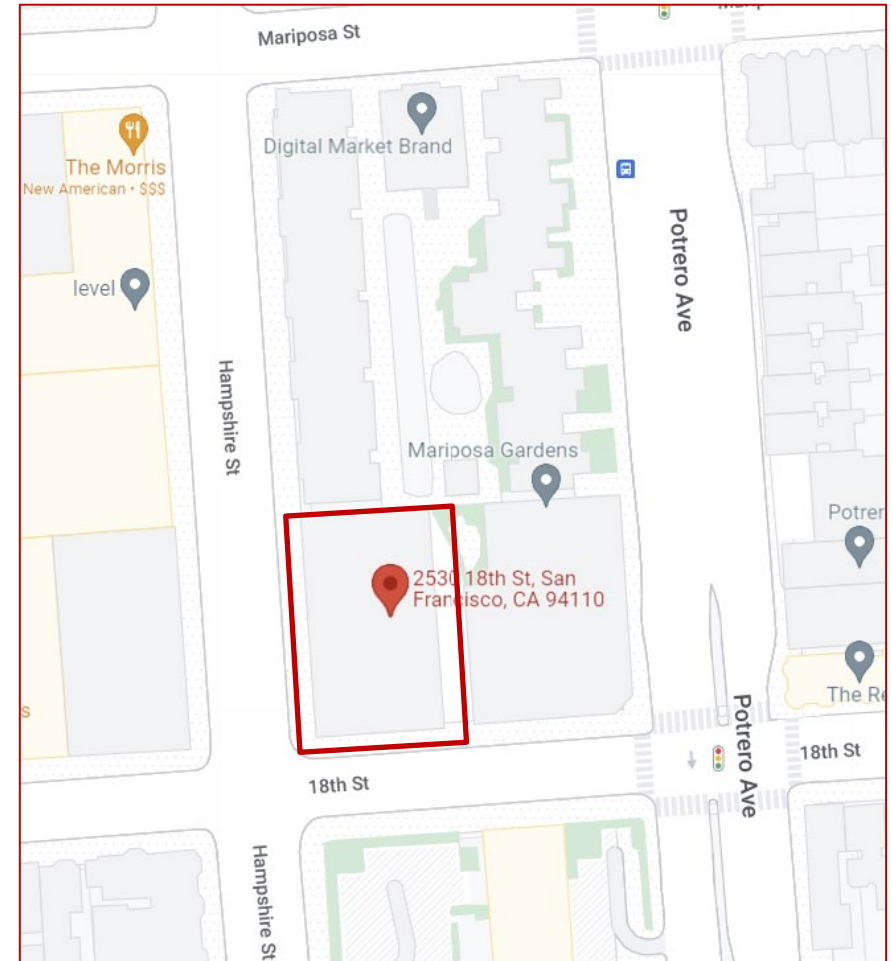 Mariposa St
The Morris
New American • $$$
Digital Market Brand
level
Potrero Ave
Hampshire St
Mariposa Gardens
2530 18th St, San
Francisco, CA 94110
Potrer
The Re
s
Potrero Ave
18th St
18th St
Hampshire St